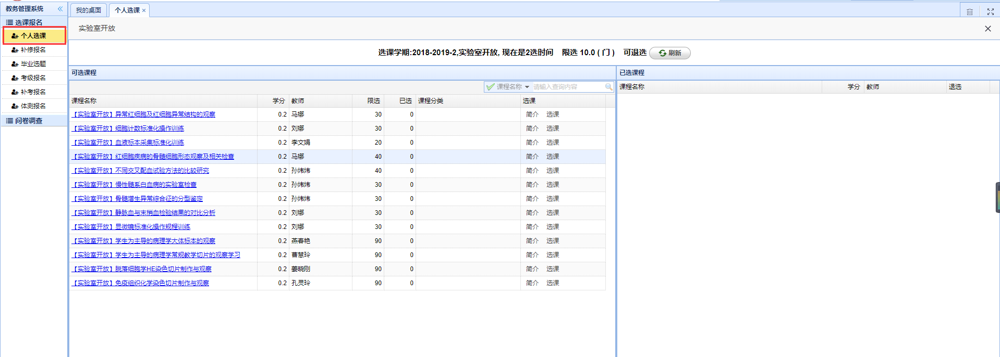 教务管理系统
我的桌面
个人选课
选课报名
个人选课
补修报名
毕业选题
考级报名
补考报名
体测报名
问卷调查
实验室开放
选课学期:2018-2019-2,实验室开放, 现在是2选时间 限选 10.0 ( 门 ) 可退选 刷新
可选课程
课程名称 请输入查询内容
课程名称 学分 教师 限选 已选 课程分类 选课
【实验室开放】异常红细胞及红细胞异常结构的观察 0.2 马娜 30 0 简介 选课
【实验室开放】细胞计数标准化操作训练 0.2 刘娜 30 0 简介 选课
【实验室开放】血液标本采集标准化训练 0.2 李文娟 20 0 简介 选课
【实验室开放】红细胞疾病的骨髓细胞形态观察及相关检查 0.2 马娜 40 0 简介 选课
【实验室开放】不同交叉配血试验方法的比较研究 0.2 孙炜炜 40 0 简介 选课
【实验室开放】慢性髓系白血病的实验室检查 0.2 孙炜炜 30 0 简介 选课
【实验室开放】骨髓增生异常综合征的分型鉴定 0.2 孙炜炜 30 0 简介 选课
【实验室开放】静脉血与末梢血检验结果的对比分析 0.2 刘娜 30 0 简介 选课
【实验室开放】显微镜标准化操作规程训练 0.2 刘娜 30 0 简介 选课
【实验室开放】学生为主导的病理学大体标本的观察 0.2 燕春艳 90 0 简介 选课
【实验室开放】学生为主导的病理学常规教学切片的观察学习 0.2 曹慧玲 90 0 简介 选课
【实验室开放】脱落细胞学HE染色切片制作与观察 0.2 姜晓刚 90 0 简介 选课
【实验室开放】免疫组织化学染色切片制作与观察 0.2 孔灵玲 90 0 简介 选课
已选课程
课程名称 学分 教师 退选